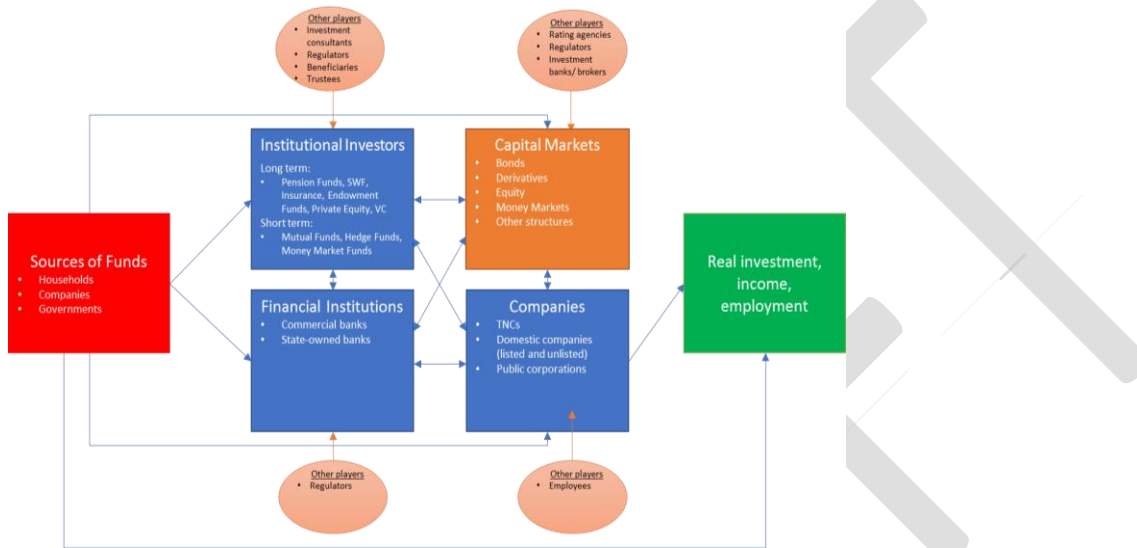 Other players
• Investment
consultants
• Regulators
• Beneficiaries
• Trustees
Other players
• Rating agencies
• Regulators
• Investment
banks/ brokers
Institutional Investors
Long term:
• Pension Funds, SWF,
Insurance, Endowment
Funds, Private Equity, VC
Short term:
• Mutual Funds, Hedge Funds,
Money Market Funds
Capital Markets
• Bonds
• Derivatives
• Equity
• Money Markets
• Other structures
Sources of Funds
• Households
• Companies
• Governments
Real investment,
income,
employment
Financial Institutions
• Commercial banks
• State-owned banks
Companies
• TNCs
• Domestic companies
(listed and unlisted)
• Public corporations
Other players
• Regulators
Other players
• Employees